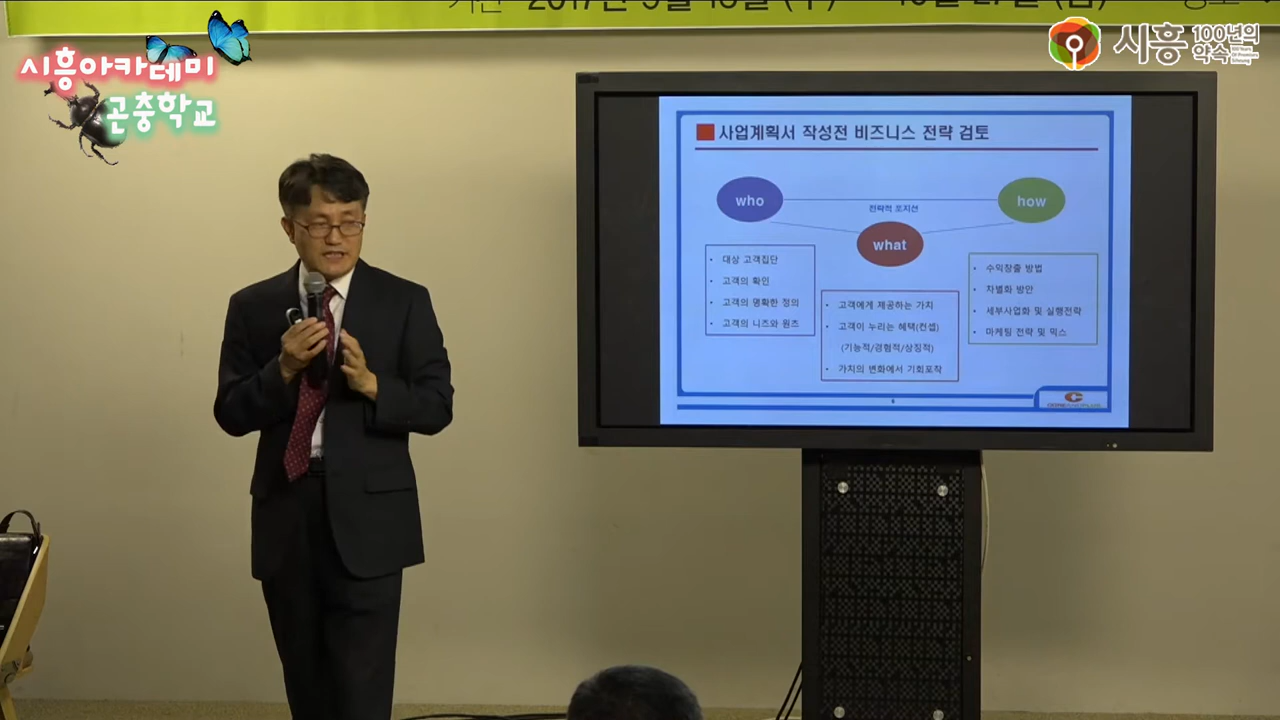 시흥아카데미
곤충학교
시흥
100년의
약속
사업계획서 작성전 비즈니스 전략 검토
who
how
전략적 포지션
what
• 대상 고객집단
• 고객의 확인
• 고객의 명확한 정의
• 고객의 니즈와 원츠
• 고객에게 제공하는 가치
• 고객이 누리는 혜택(컨셉)
(기능적/경험적/상징적)
• 가치의 변화에서 기회포착
• 수익창출 방법
• 차별화 방안
• 세부사업화 및 실행전략
• 마케팅 전략 및 믹스